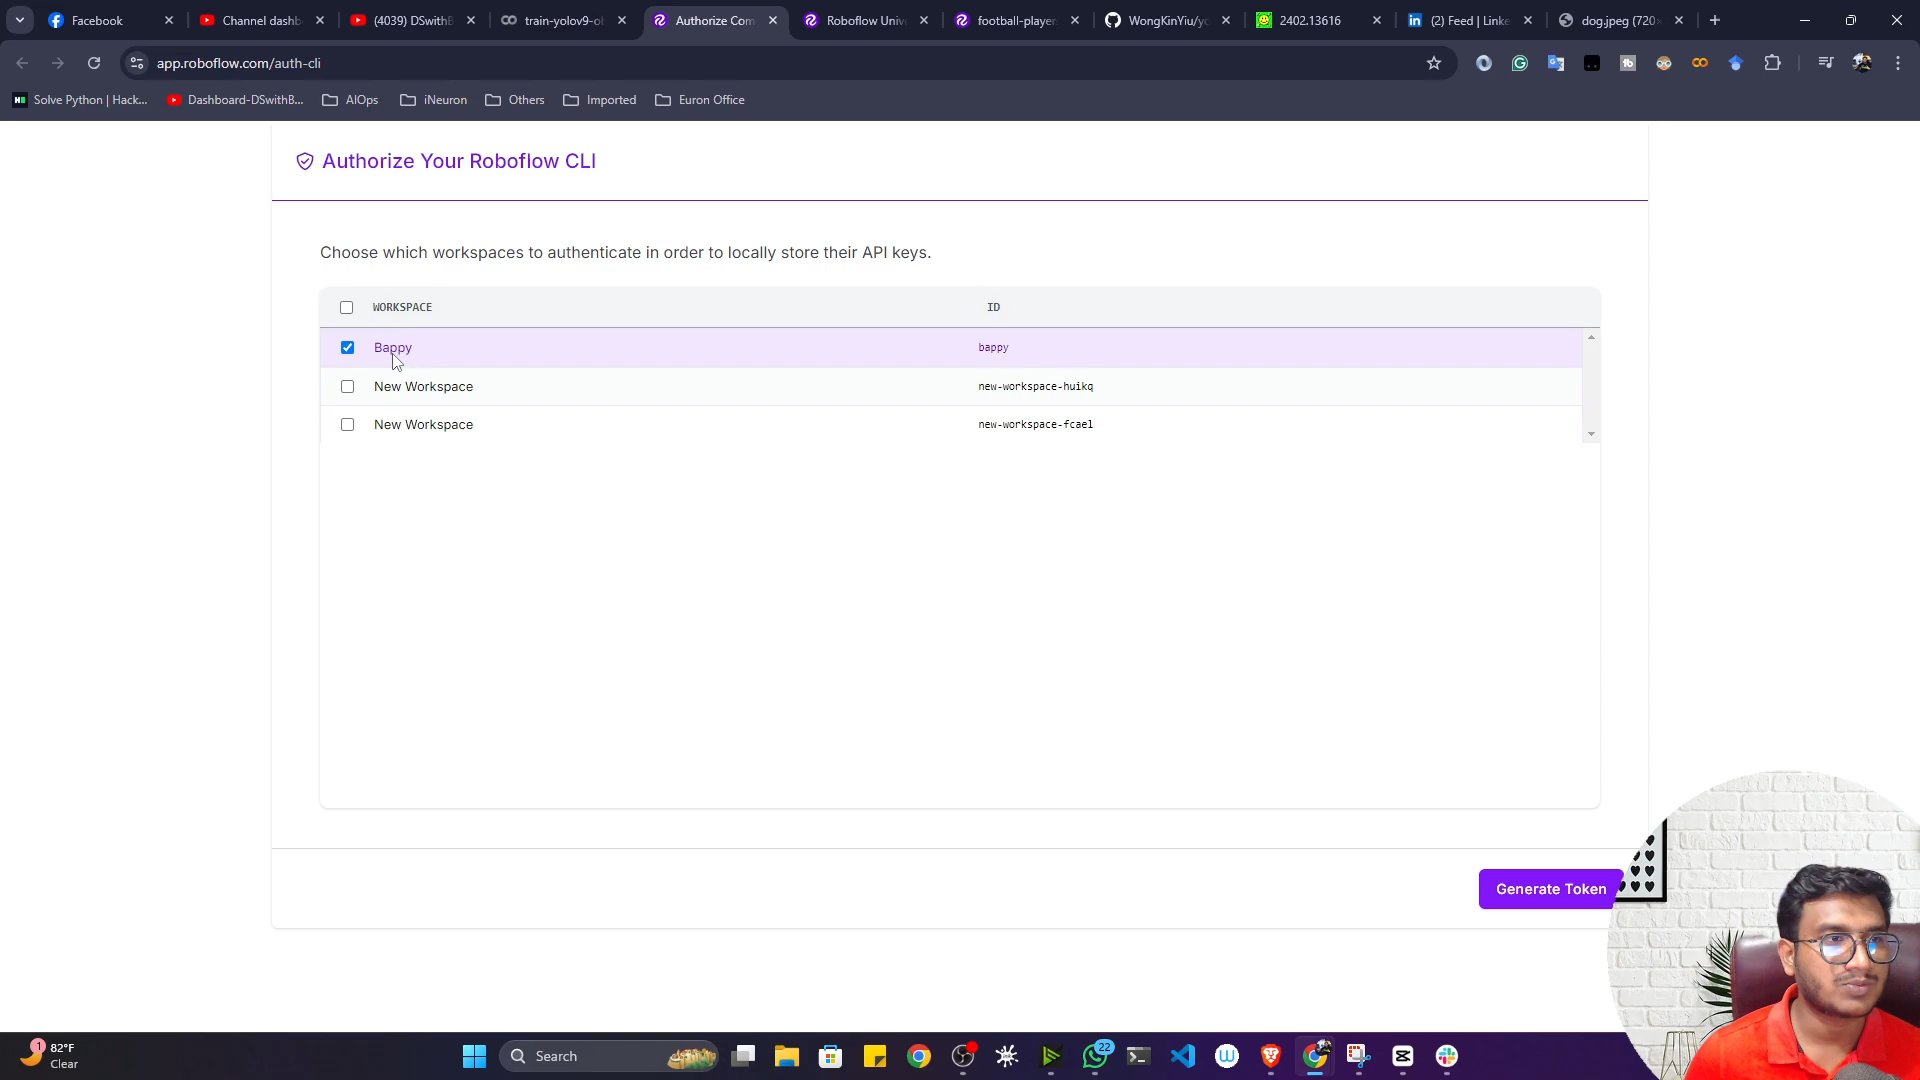 Facebook
Channel dashb
(4039) DSwithB
train-yolov9-ob
Authorize Com
Roboflow Univ
football-player
WongKinYiu/yo
2402.13616
(2) Feed | Linke
dog.jpeg (720×
app.roboflow.com/auth-cli
Solve Python | Hack...
Dashboard-DSwithB...
AIOps
iNeuron
Others
Imported
Euron Office
Authorize Your Roboflow CLI
Choose which workspaces to authenticate in order to locally store their API keys.
WORKSPACE ID
Bappy bappy
New Workspace new-workspace-huikq
New Workspace new-workspace-fcael
Generate Token
1
82°F
Clear
Search
22